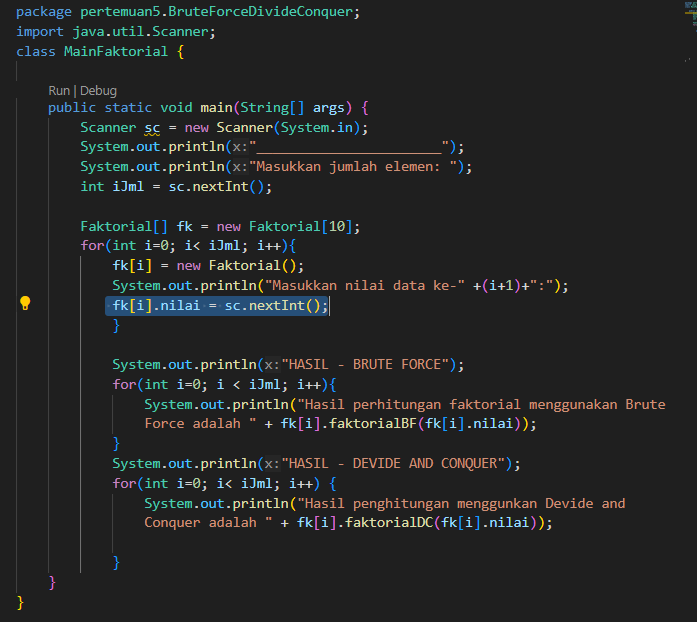 package pertemuan5.BruteForceDivideConquer;
import java.util.Scanner;
class MainFaktorial {
Run | Debug
public static void main(String[] args) {
Scanner sc = new Scanner(System.in);
System.out.println(x:"_______________________");
System.out.println(x:"Masukkan jumlah elemen: ");
int iJml = sc.nextInt();
Faktorial[] fk = new Faktorial[10];
for(int i=0; i< iJml; i++){
fk[i] = new Faktorial();
System.out.println("Masukkan nilai data ke-" +(i+1)+":");
fk[i].nilai = sc.nextInt();
}
System.out.println(x:"HASIL - BRUTE FORCE");
for(int i=0; i < iJml; i++){
System.out.println("Hasil perhitungan faktorial menggunakan Brute
Force adalah " + fk[i].faktorialBF(fk[i].nilai));
}
System.out.println(x:"HASIL - DEVIDE AND CONQUER");
for(int i=0; i< iJml; i++) {
System.out.println("Hasil penghitungan menggunkan Devide and
Conquer adalah " + fk[i].faktorialDC(fk[i].nilai));
}
}
}